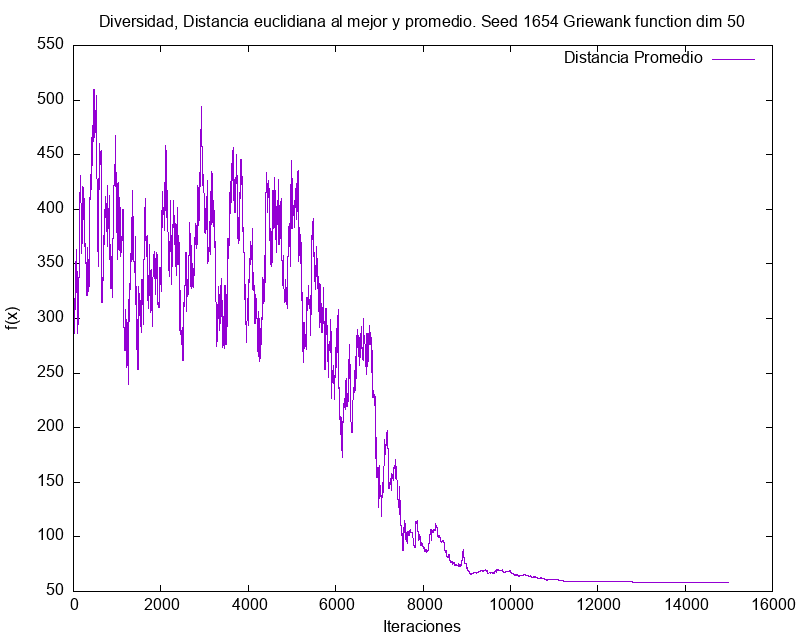 Diversidad, Distancia euclidiana al mejor y promedio. Seed 1654 Griewank function dim 50
Distancia Promedio
550
500
450
400
350
300
250
200
150
100
50
f(x)
0 2000 4000 6000 8000 10000 12000 14000 16000
Iteraciones